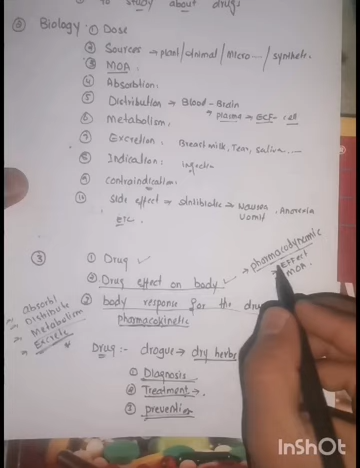 to study about drugs
② Biology ① Dose
② Sources → plant/animal/micro--/synthetic
③ MOA.
④ Absorption:
⑤ Distribution → Blood-Brain
⑥ Metabolism. → plasma → ECF - cell
⑦ Excretion: Breast milk, Tear, Saliva ....
⑧ Indication: infection
⑨ contraindication:
⑩ side effect → antibiotic → Nausea, Anorexia
Vomit
etc
③ ① Drug ✓
② Drug effect on body ✓ → pharmacodynamic
→ Effect
→ MOA.
③ body response for the drug
pharmacokinetic
→ absorb
→ Distribute
→ Metabolism
→ Excrete
Drug :- drogue → dry herbs
① Diagnosis
② Treatment →.
③ prevention
InShOt